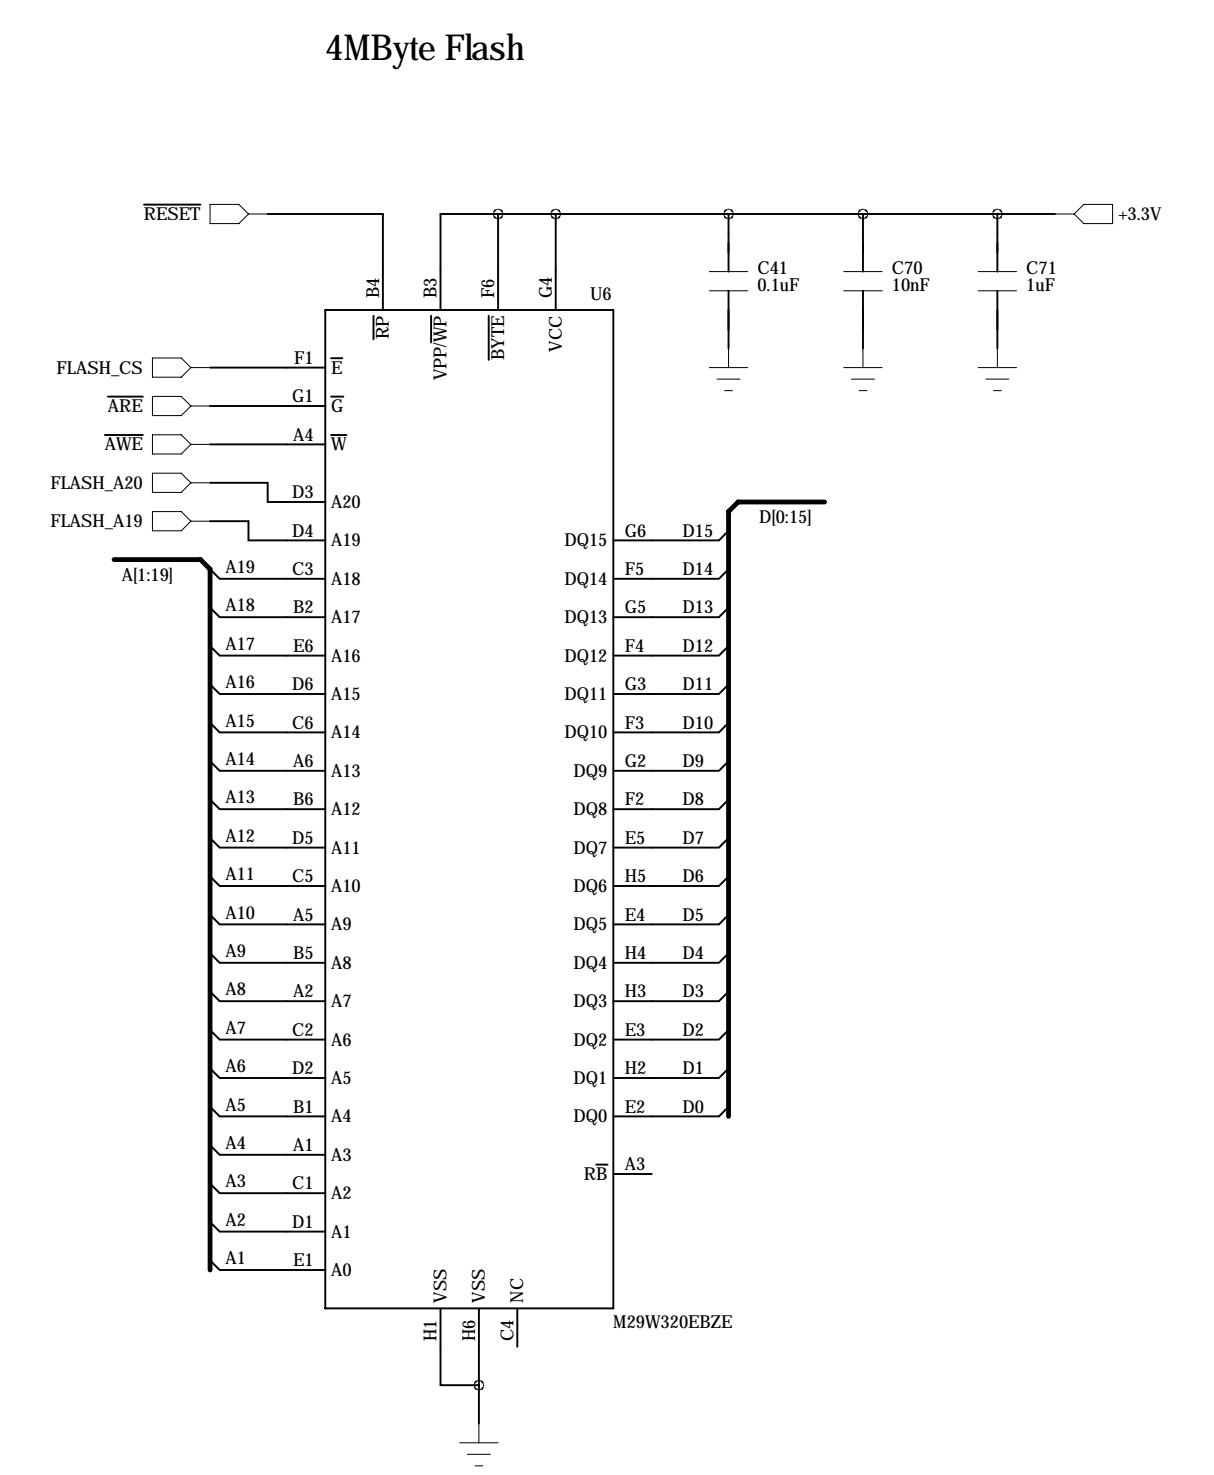 4MByte Flash
RESET
+3.3V
C41
0.1uF
C70
10nF
C71
1uF
B4
B3
F6
G4
U6
RP
VPP/WP
BYTE
VCC
FLASH_CS F1 E
ARE G1 G
AWE A4 W
FLASH_A20 D3 A20
FLASH_A19 D4 A19
D[0:15]
A[1:19]
DQ15 G6 D15
A19 C3 A18 DQ14 F5 D14
A18 B2 A17 DQ13 G5 D13
A17 E6 A16 DQ12 F4 D12
A16 D6 A15 DQ11 G3 D11
A15 C6 A14 DQ10 F3 D10
A14 A6 A13 DQ9 G2 D9
A13 B6 A12 DQ8 F2 D8
A12 D5 A11 DQ7 E5 D7
A11 C5 A10 DQ6 H5 D6
A10 A5 A9 DQ5 E4 D5
A9 B5 A8 DQ4 H4 D4
A8 A2 A7 DQ3 H3 D3
A7 C2 A6 DQ2 E3 D2
A6 D2 A5 DQ1 H2 D1
A5 B1 A4 DQ0 E2 D0
A4 A1 A3
A3 C1 A2 RB A3
A2 D1 A1
A1 E1 A0
VSS
VSS
NC
H1
H6
C4
M29W320EBZE